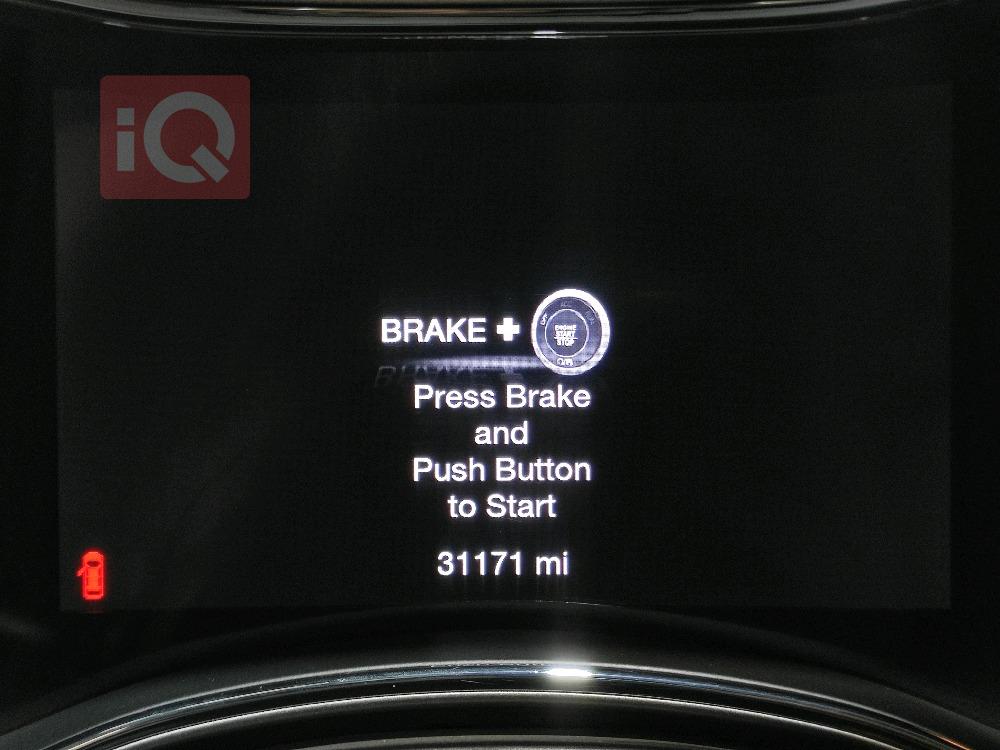 iQ
BRAKE +
ENGINE
START
STOP
Press Brake
and
Push Button
to Start
31171 mi